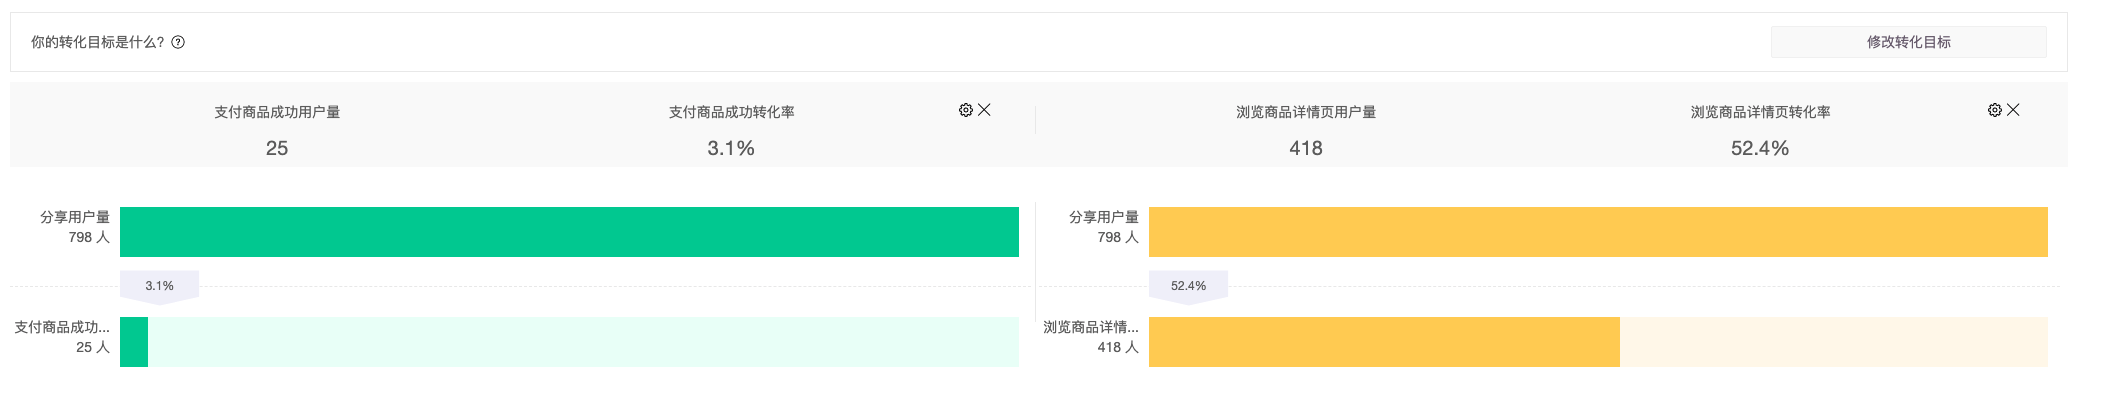 你的转化目标是什么?
修改转化目标
支付商品成功用户量
25
支付商品成功转化率
3.1%
浏览商品详情页用户量
418
浏览商品详情页转化率
52.4%
分享用户量
798 人
3.1%
支付商品成功...
25 人
分享用户量
798 人
52.4%
浏览商品详情...
418 人